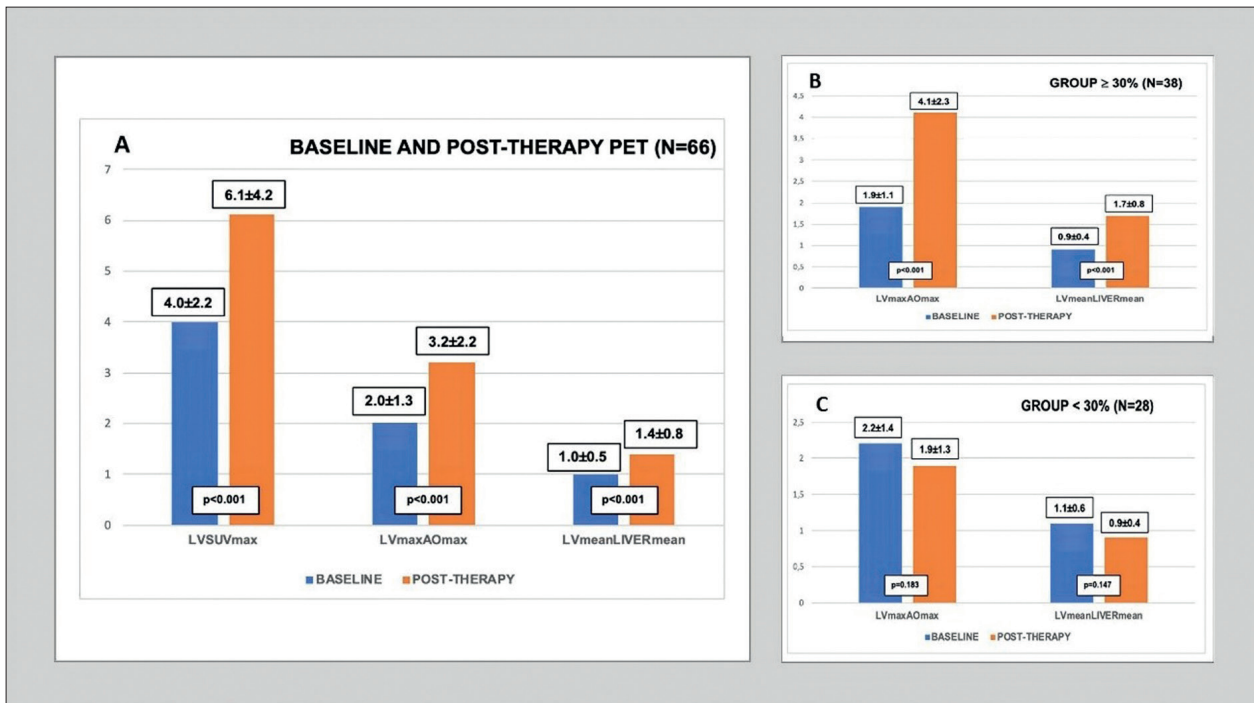 A
BASELINE AND POST-THERAPY PET (N=66)
7
6
5
4
3
2
1
0
4.0±2.2
6.1±4.2
2.0±1.3
3.2±2.2
1.0±0.5
1.4±0.8
p<0.001
p<0.001
p<0.001
LVSUVmax
LVmaxAOmax
LVmeanLIVERmean
BASELINE
POST-THERAPY
B
GROUP ≥ 30% (N=38)
4,5
4
3,5
3
2,5
2
1,5
1
0,5
0
1.9±1.1
4.1±2.3
0.9±0.4
1.7±0.8
p<0.001
p<0.001
LVmaxAOmax
LVmeanLIVERmean
BASELINE
POST-THERAPY
C
GROUP < 30% (N=28)
2,5
2
1,5
1
0,5
0
2.2±1.4
1.9±1.3
1.1±0.6
0.9±0.4
p=0.183
p=0.147
LVmaxAOmax
LVmeanLIVERmean
BASELINE
POST-THERAPY